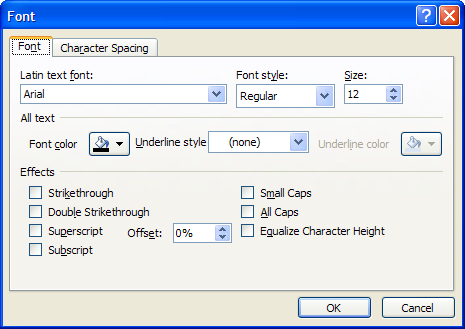 Font
Font Character Spacing
Latin text font: Font style: Size:
Arial Regular 12
All text
Font color Underline style (none) Underline color
Effects
Strikethrough Small Caps
Double Strikethrough All Caps
Superscript Offset: 0% Equalize Character Height
Subscript
OK Cancel